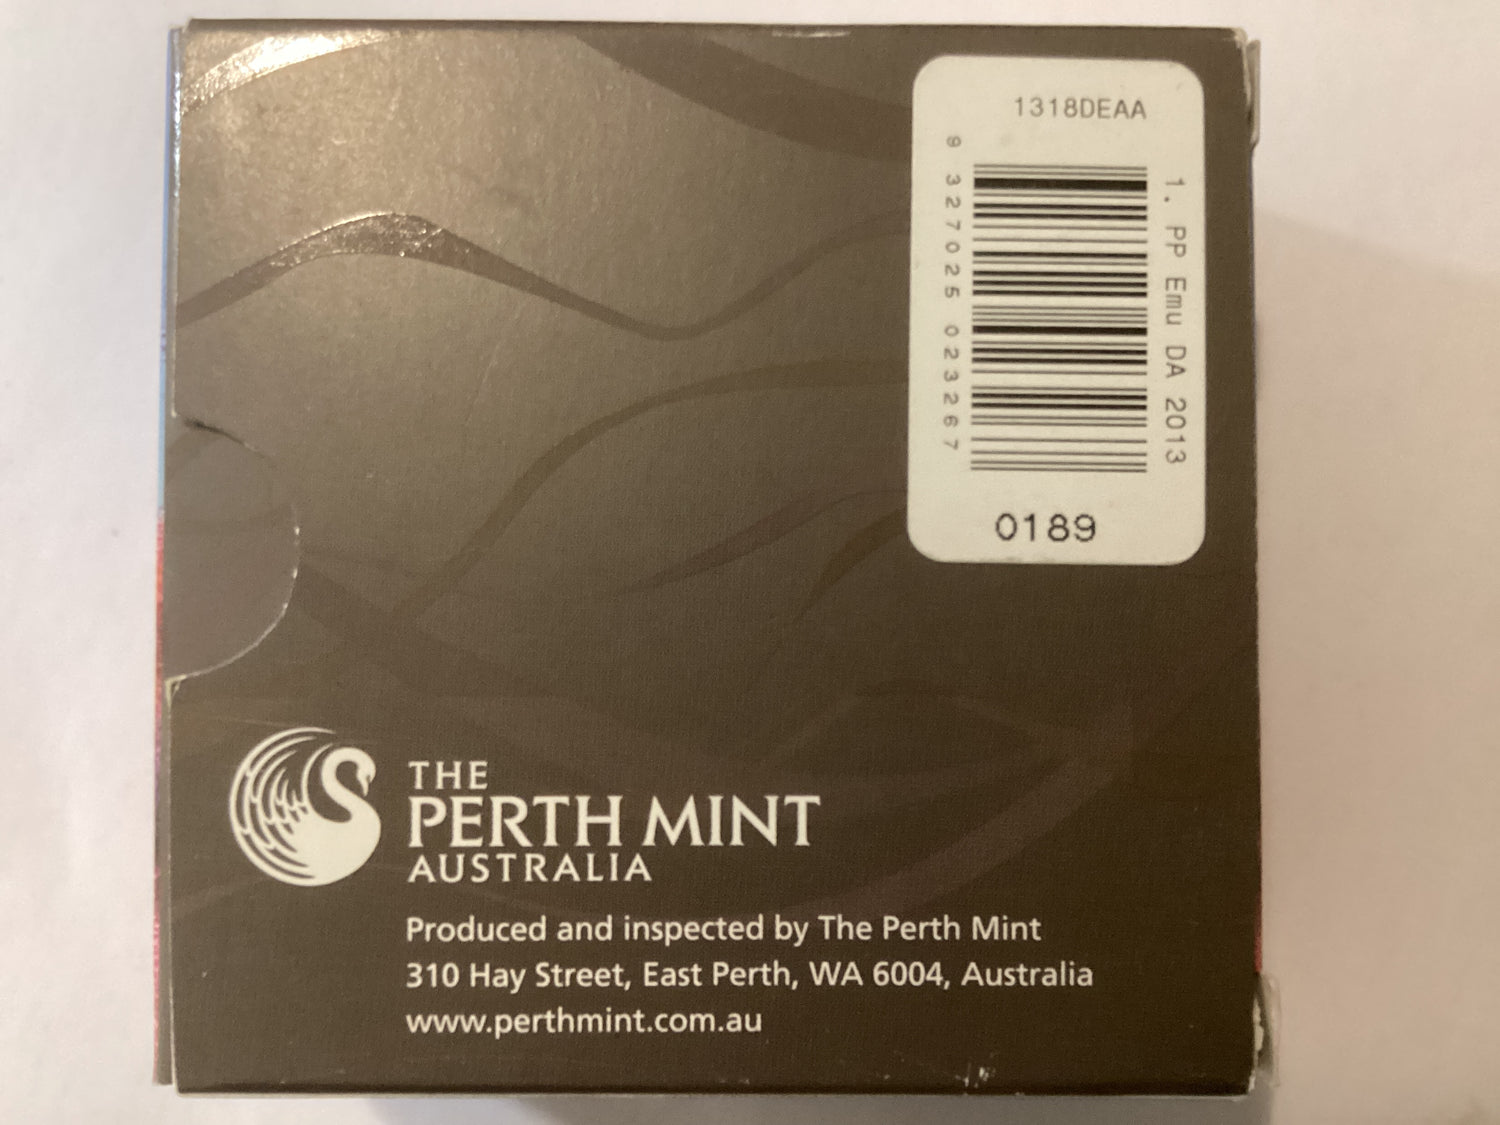 1318DEAA
9 327025 023267
1. PP Emu DA 2013
0189
THE
PERTH MINT
AUSTRALIA
Produced and inspected by The Perth Mint
310 Hay Street, East Perth, WA 6004, Australia
www.perthmint.com.au